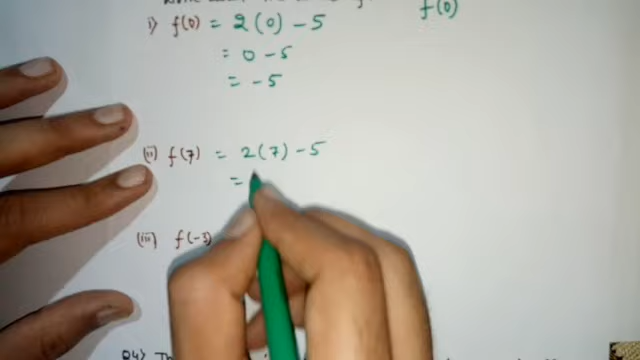 f(0)
i) f(0) = 2(0) - 5
= 0 - 5
= -5
(ii) f(7) = 2(7) - 5
=
(iii) f(-3)
Q4)